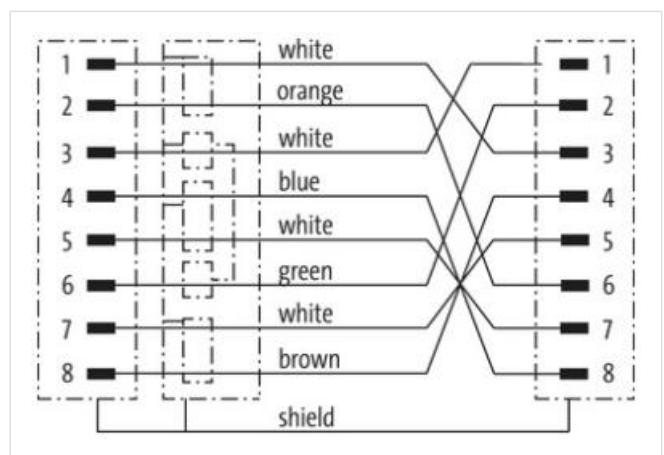 1 white 1
2 orange 2
3 white 3
4 blue 4
5 white 5
6 green 6
7 white 7
8 brown 8
shield